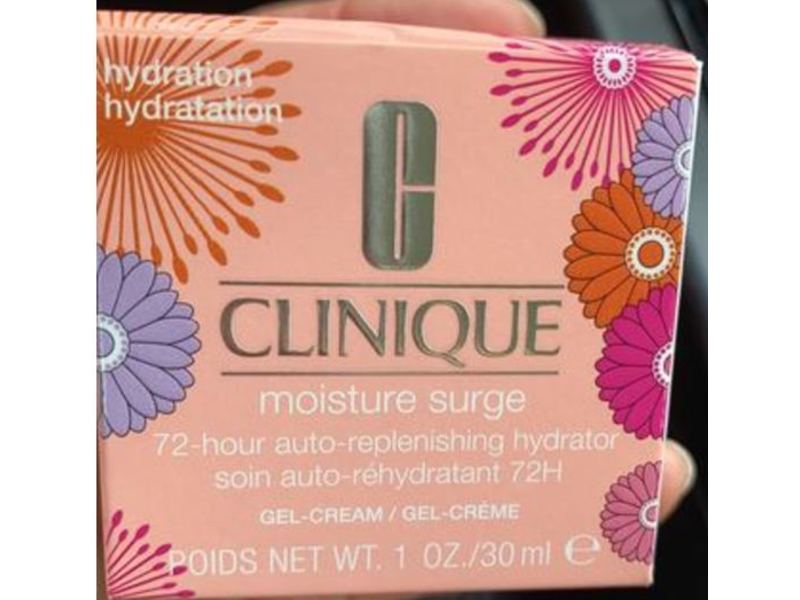 hydration
hydratation
C
CLINIQUE
moisture surge
72-hour auto-replenishing hydrator
soin auto-réhydratant 72H
GEL-CREAM / GEL-CRÈME
POIDS NET WT. 1 OZ./30 ml e